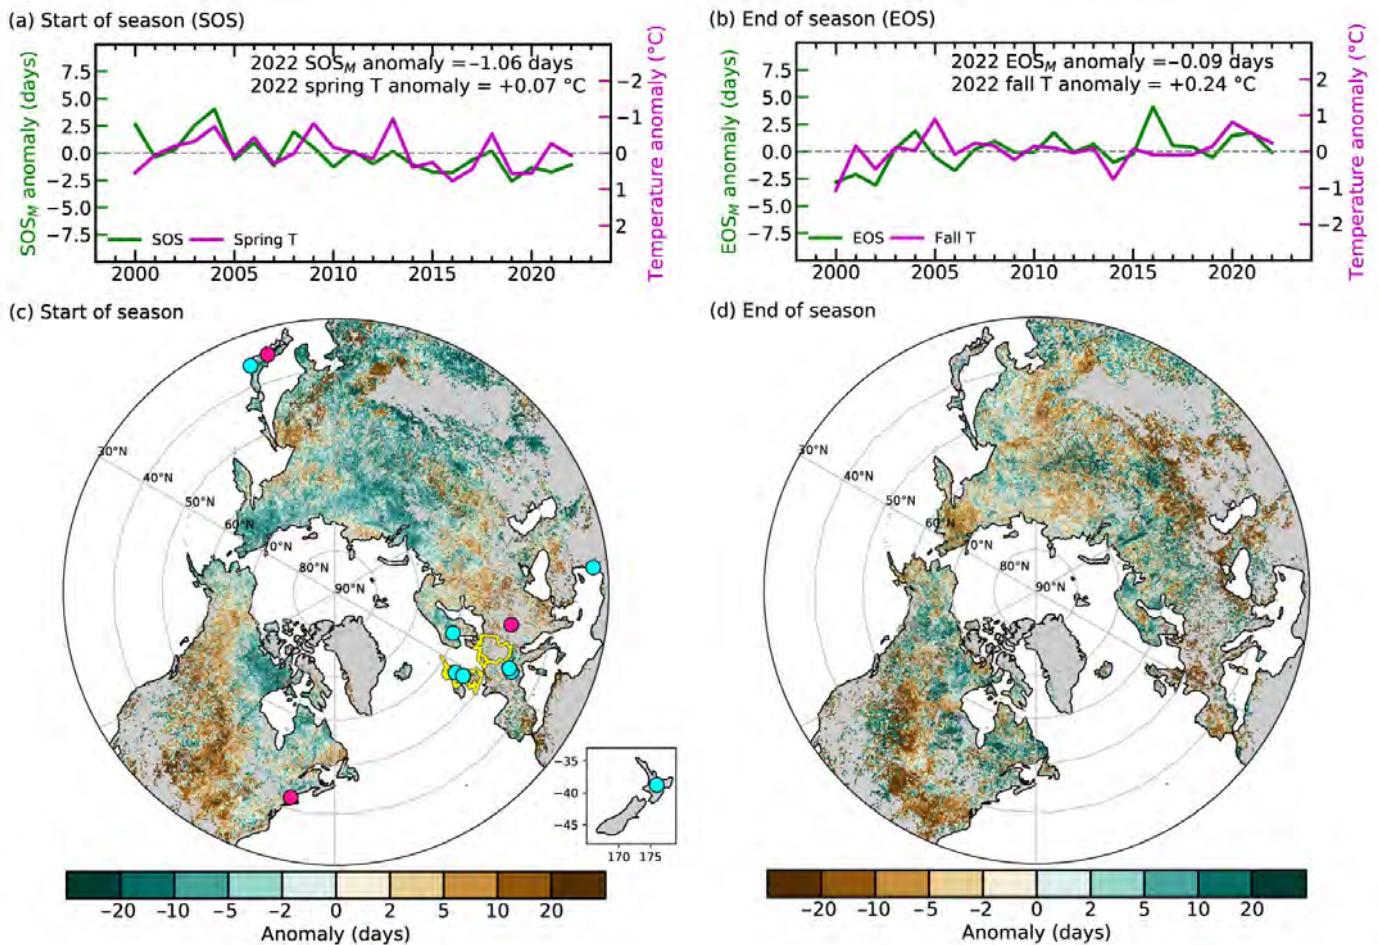 (a) Start of season (SOS)
SOS_M anomaly (days)
7.5
5.0
2.5
0.0
−2.5
−5.0
−7.5
2022 SOS_M anomaly =−1.06 days
2022 spring T anomaly = +0.07 °C
SOS
Spring T
−2
−1
0
1
2
Temperature anomaly (°C)
2000 2005 2010 2015 2020
(b) End of season (EOS)
EOS_M anomaly (days)
7.5
5.0
2.5
0.0
−2.5
−5.0
−7.5
2022 EOS_M anomaly =−0.09 days
2022 fall T anomaly = +0.24 °C
EOS
Fall T
2
1
0
−1
−2
Temperature anomaly (°C)
2000 2005 2010 2015 2020
(c) Start of season
30°N
40°N
50°N
60°N
70°N
80°N
90°N
−35
−40
−45
170 175
−20 −10 −5 −2 0 2 5 10 20
Anomaly (days)
(d) End of season
30°N
40°N
50°N
60°N
70°N
80°N
90°N
−20 −10 −5 −2 0 2 5 10 20
Anomaly (days)